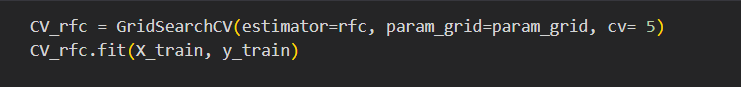 CV_rfc = GridSearchCV(estimator=rfc, param_grid=param_grid, cv= 5)
CV_rfc.fit(X_train, y_train)